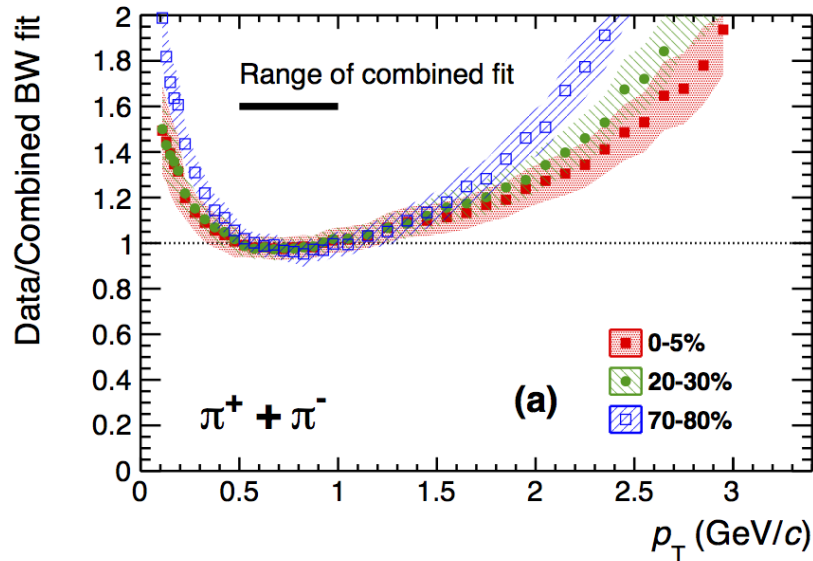 Data/Combined BW fit
2
1.8
1.6
1.4
1.2
1
0.8
0.6
0.4
0.2
0
Range of combined fit
0-5%
20-30%
70-80%
π⁺ + π⁻
(a)
0 0.5 1 1.5 2 2.5 3
p_T (GeV/c)